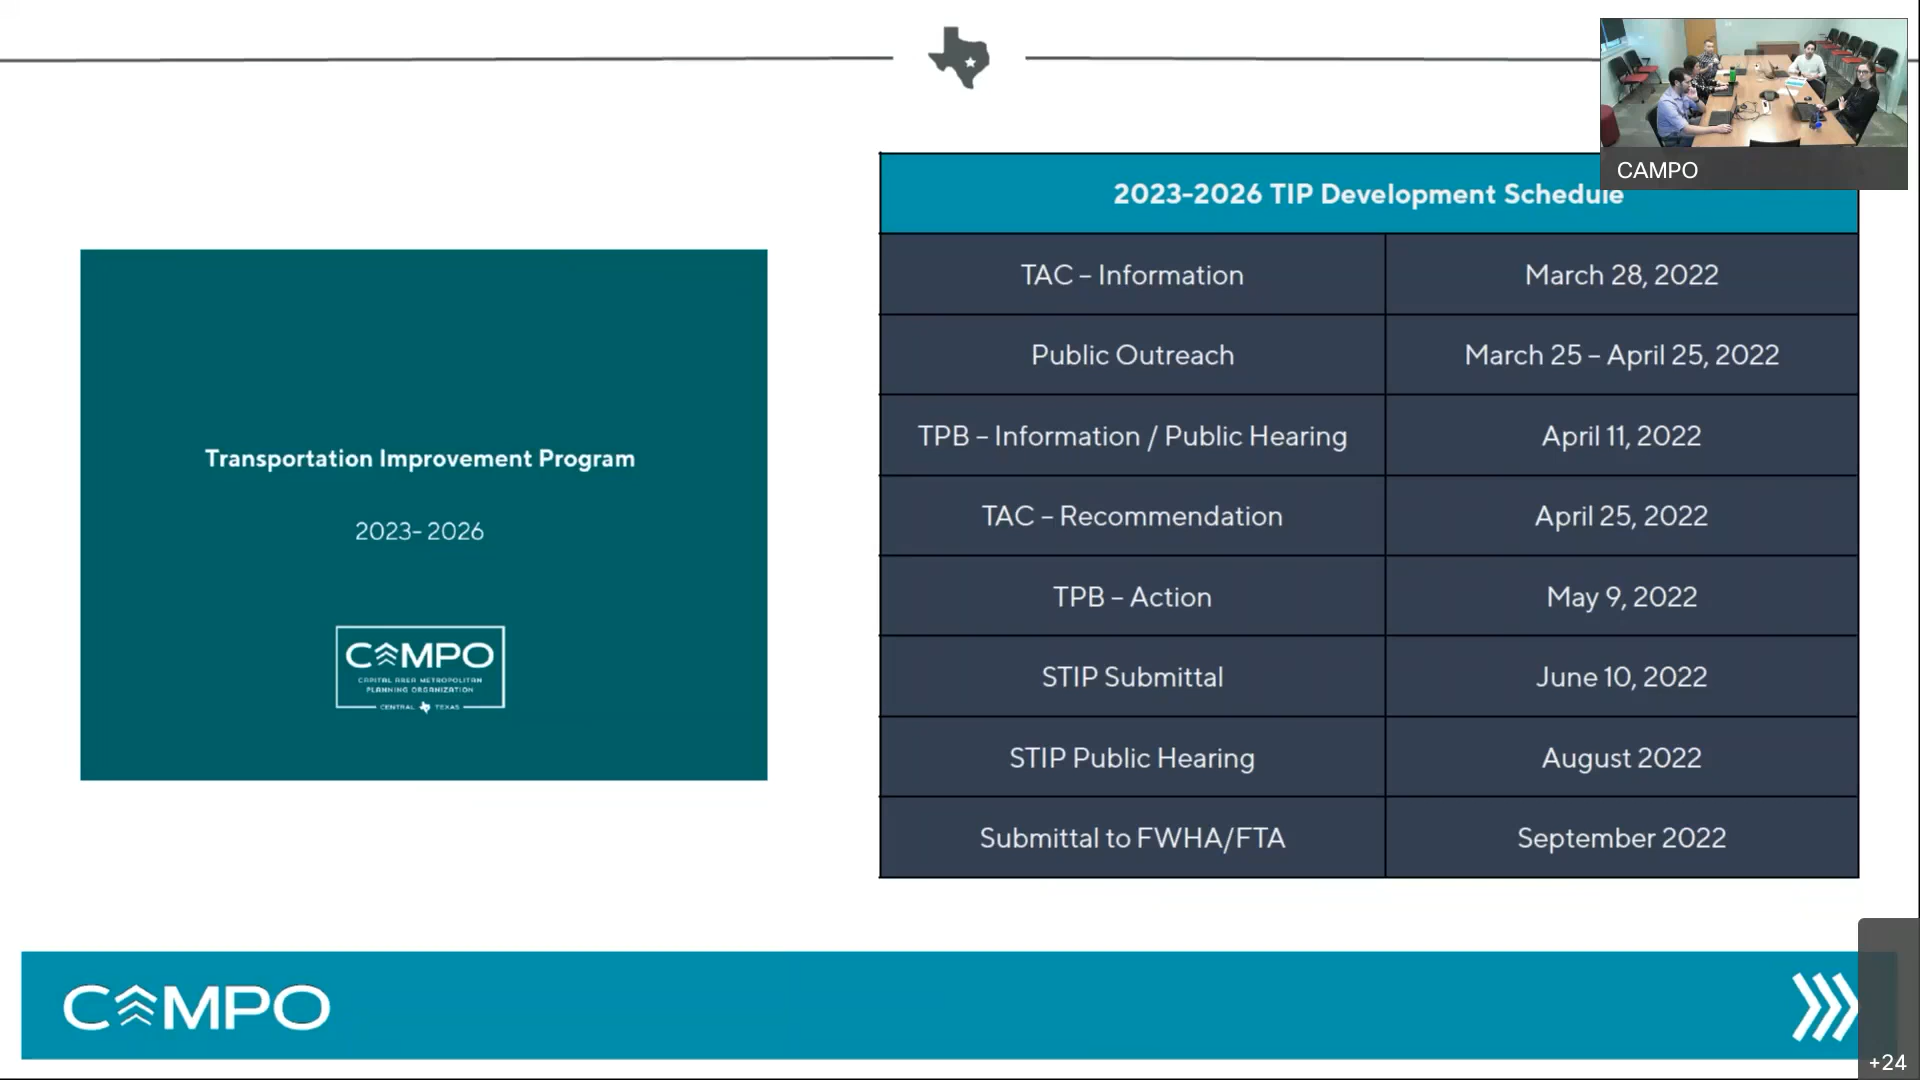 CAMPO
2023-2026 TIP Development Schedule
TAC – Information March 28, 2022
Public Outreach March 25 – April 25, 2022
TPB – Information / Public Hearing April 11, 2022
TAC – Recommendation April 25, 2022
TPB – Action May 9, 2022
STIP Submittal June 10, 2022
STIP Public Hearing August 2022
Submittal to FWHA/FTA September 2022
Transportation Improvement Program
2023- 2026
CAMPO
CAPITAL AREA METROPOLITAN
PLANNING ORGANIZATION
CENTRAL TEXAS
CAMPO
+24